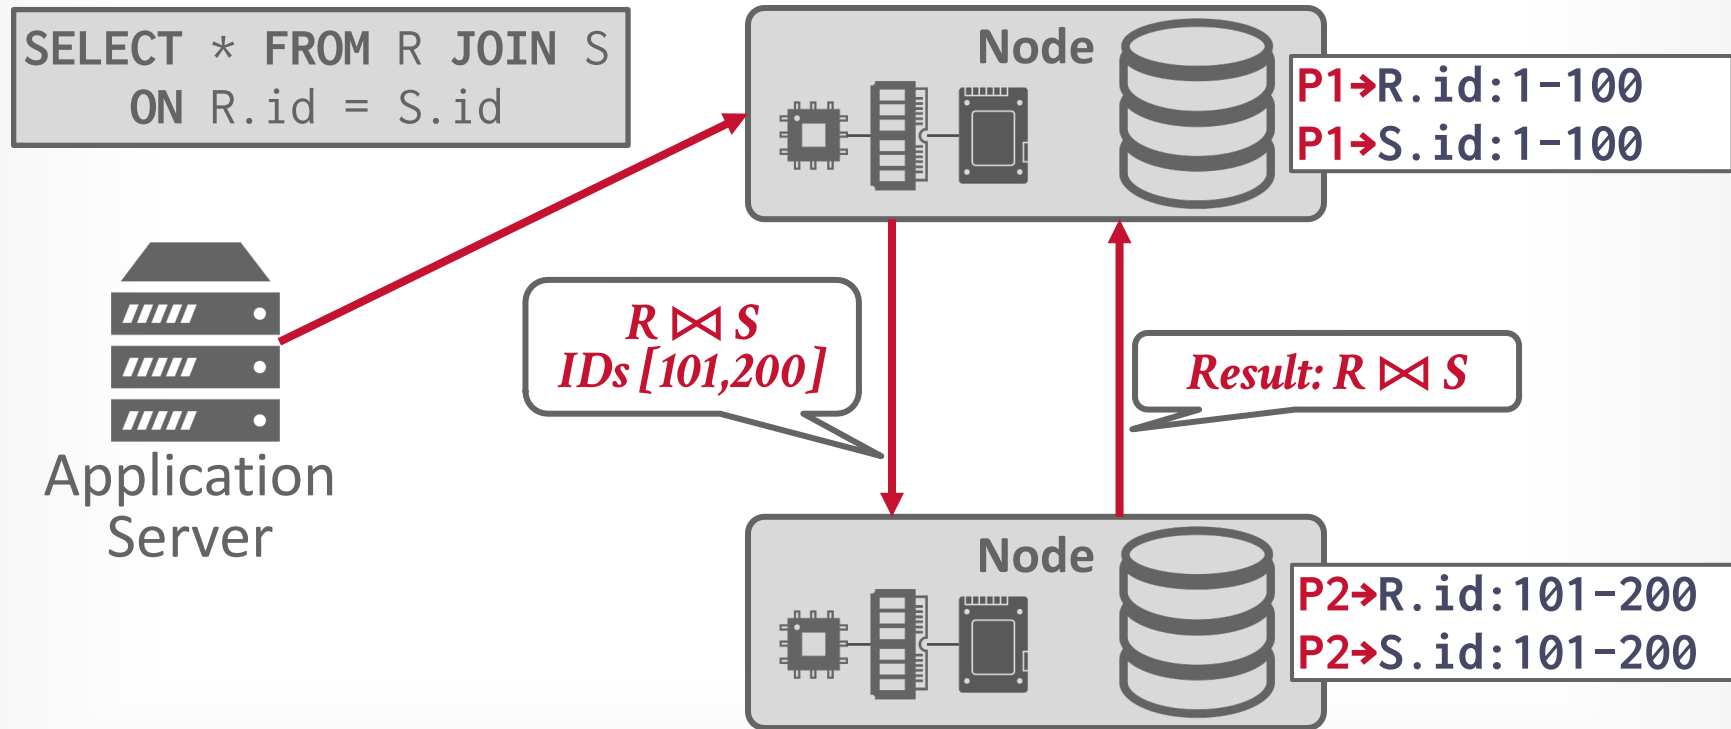 SELECT * FROM R JOIN S
ON R.id = S.id
Node
P1→R.id:1-100
P1→S.id:1-100
R ⋈ S
IDs [101,200]
Result: R ⋈ S
Application
Server
Node
P2→R.id:101-200
P2→S.id:101-200